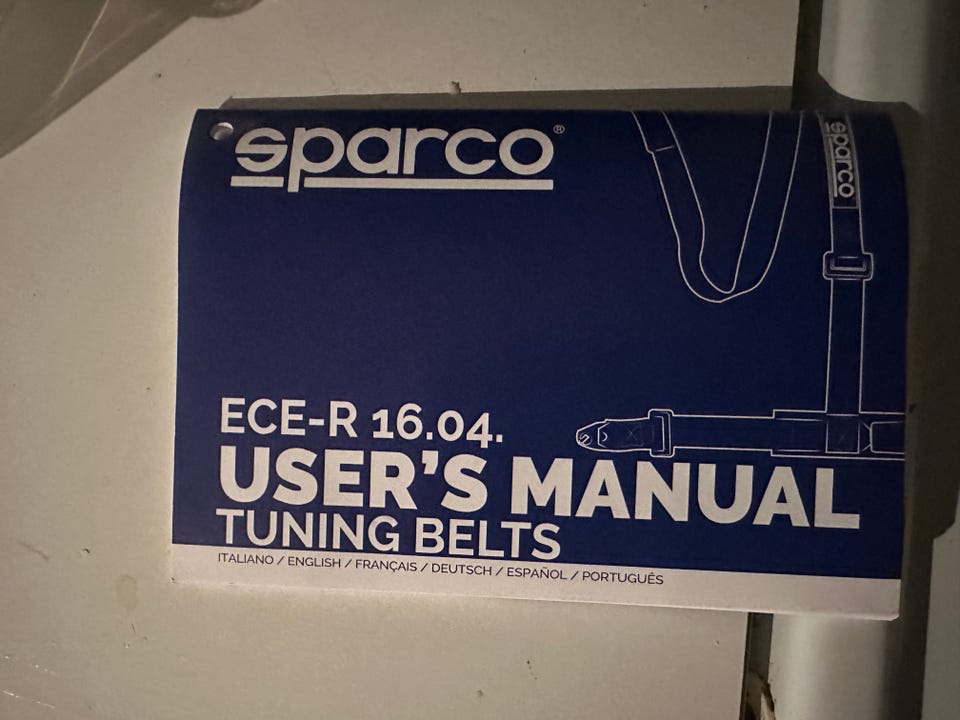 sparco®
sparco
ECE-R 16.04.
USER'S MANUAL
TUNING BELTS
ITALIANO / ENGLISH / FRANÇAIS / DEUTSCH / ESPAÑOL / PORTUGUÊS